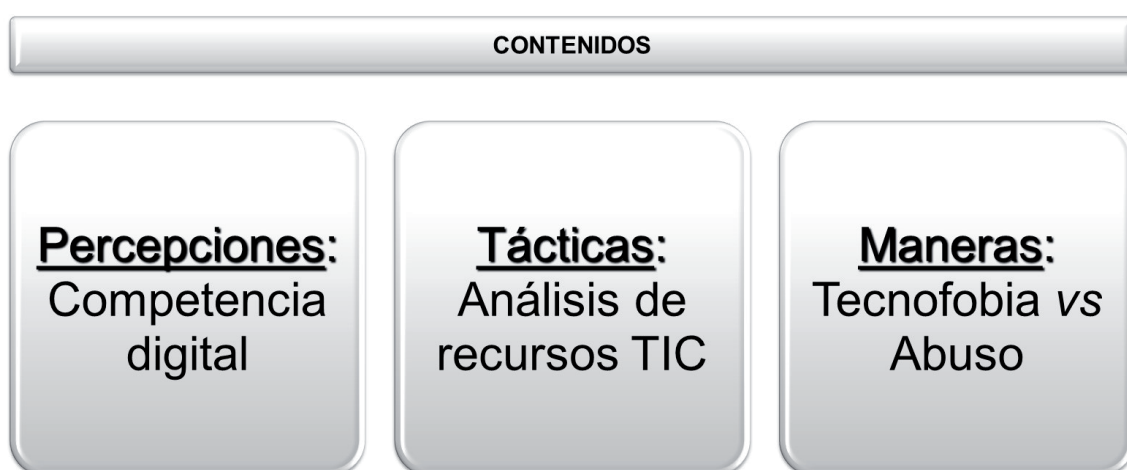 CONTENIDOS
Percepciones:
Competencia
digital
Tácticas:
Análisis de
recursos TIC
Maneras:
Tecnofobia vs
Abuso